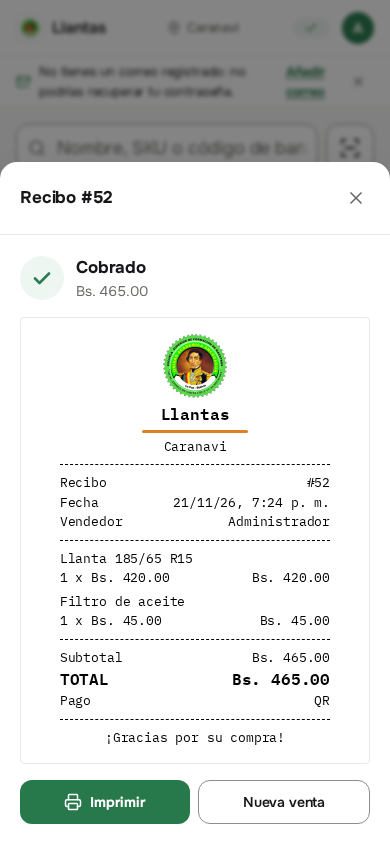 Llantas
Caranavi
A
No tienes un correo registrado: no podrías recuperar tu contraseña.
Añadir correo
Nombre, SKU o código de bar
Recibo #52
Cobrado
Bs. 465.00
Llantas
Caranavi
Recibo #52
Fecha 21/11/26, 7:24 p. m.
Vendedor Administrador
Llanta 185/65 R15
1 x Bs. 420.00 Bs. 420.00
Filtro de aceite
1 x Bs. 45.00 Bs. 45.00
Subtotal Bs. 465.00
TOTAL Bs. 465.00
Pago QR
¡Gracias por su compra!
Imprimir
Nueva venta